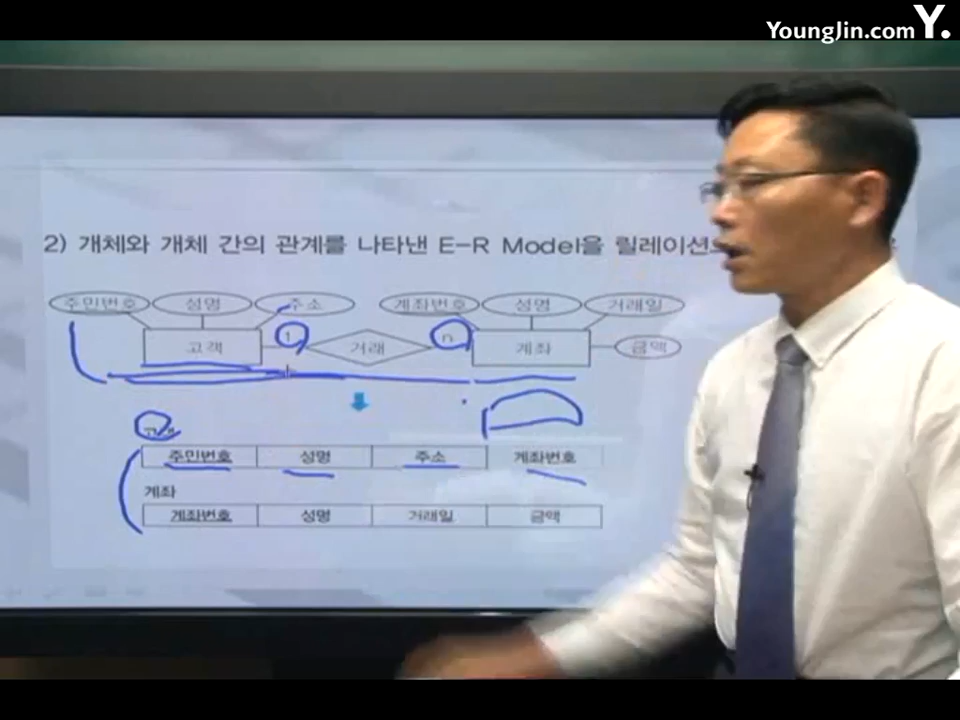 YoungJin.com Y.
2) 개체와 개체 간의 관계를 나타낸 E-R Model을 릴레이션
주민번호 성명 주소 계좌번호 성명 거래일
고객 1 거래 n 계좌 금액
주민번호 성명 주소 계좌번호
계좌
계좌번호 성명 거래일 금액